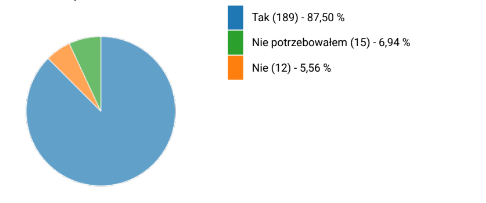 Tak (189) - 87,50 %
Nie potrzebowałem (15) - 6,94 %
Nie (12) - 5,56 %